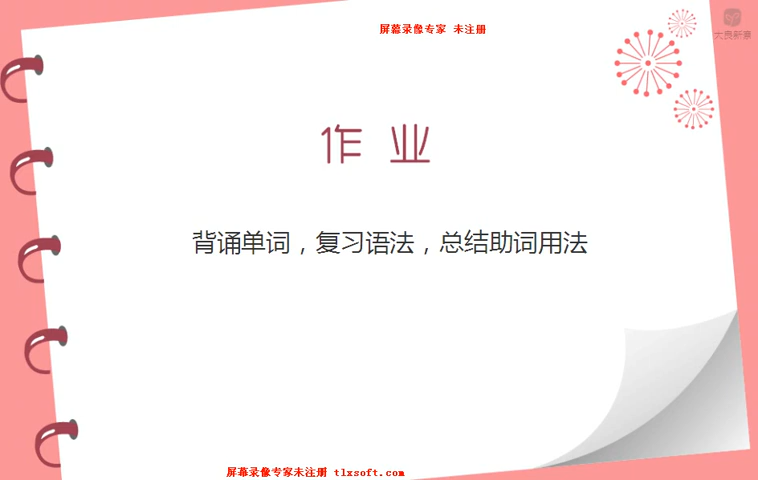 屏幕录像专家 未注册
大良新景
作 业
背诵单词，复习语法，总结助词用法
屏幕录像专家未注册 tlxsoft.com